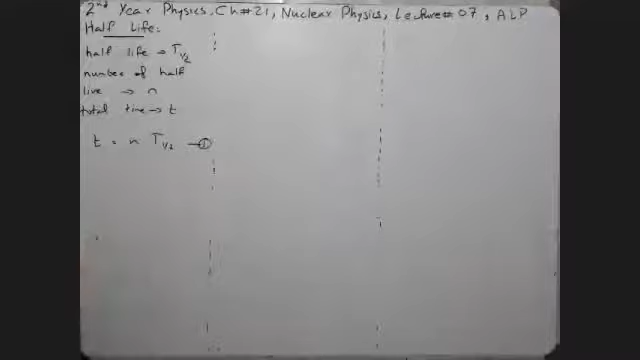 2nd Year Physics, Ch#21, Nuclear Physics, Lecture# 07, ALP
Half Life:
half life → T1/2
number of half
live → n
total time → t
t = n T1/2 → ①